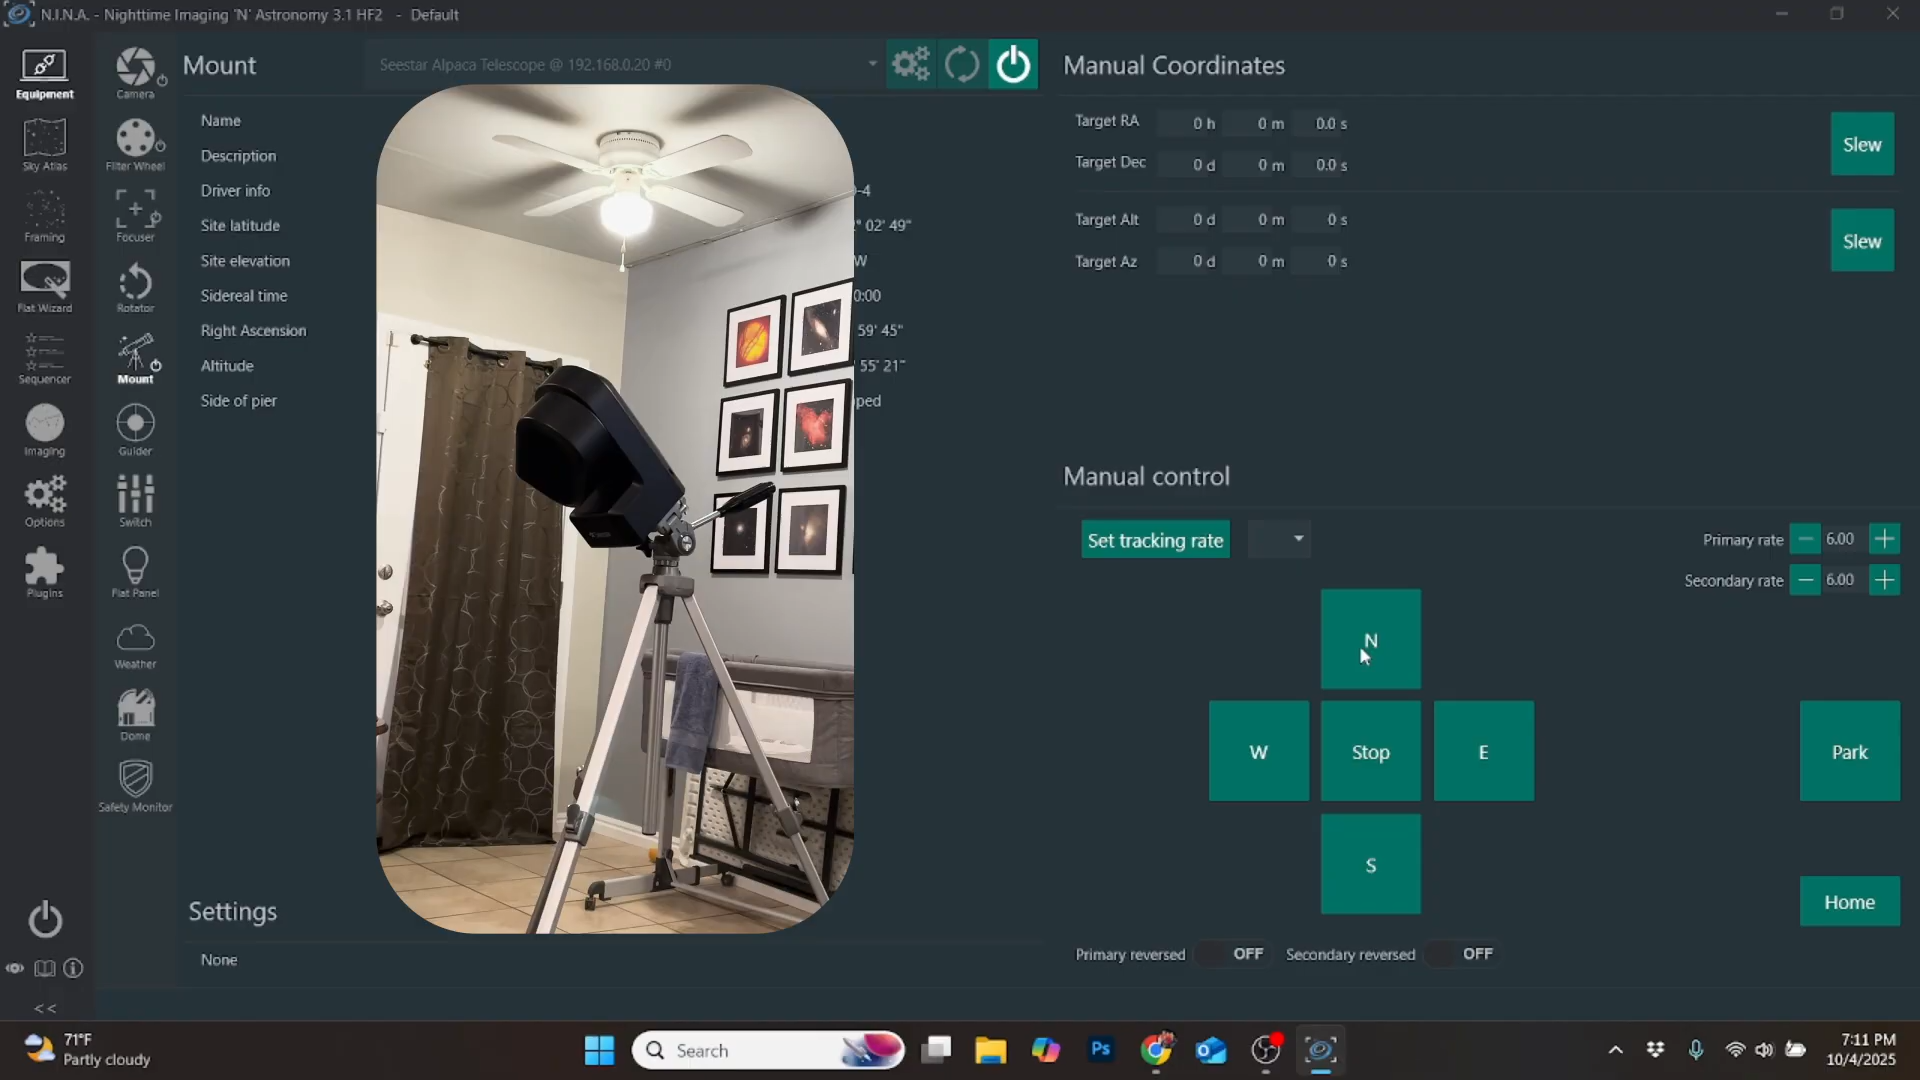 N.I.N.A. - Nighttime Imaging 'N' Astronomy 3.1 HF2 - Default
Equipment
Sky Atlas
Framing
Flat Wizard
Sequencer
Imaging
Options
Plugins
<<
Camera
Filter Wheel
Focuser
Rotator
Mount
Guider
Switch
Flat Panel
Weather
Dome
Safety Monitor
Mount
Seestar Alpaca Telescope @ 192.168.0.20 #0
Name
Description
Driver info
-4
Site latitude
° 02' 49"
Site elevation
W
Sidereal time
0:00
Right Ascension
59' 45"
Altitude
55' 21"
Side of pier
ped
Settings
None
Manual Coordinates
Target RA 0 h 0 m 0.0 s
Target Dec 0 d 0 m 0.0 s
Slew
Target Alt 0 d 0 m 0 s
Target Az 0 d 0 m 0 s
Slew
Manual control
Set tracking rate
Primary rate − 6.00 +
Secondary rate − 6.00 +
N
W
Stop
E
S
Park
Home
Primary reversed OFF
Secondary reversed OFF
71°F
Partly cloudy
Search
Ps
7:11 PM
10/4/2025